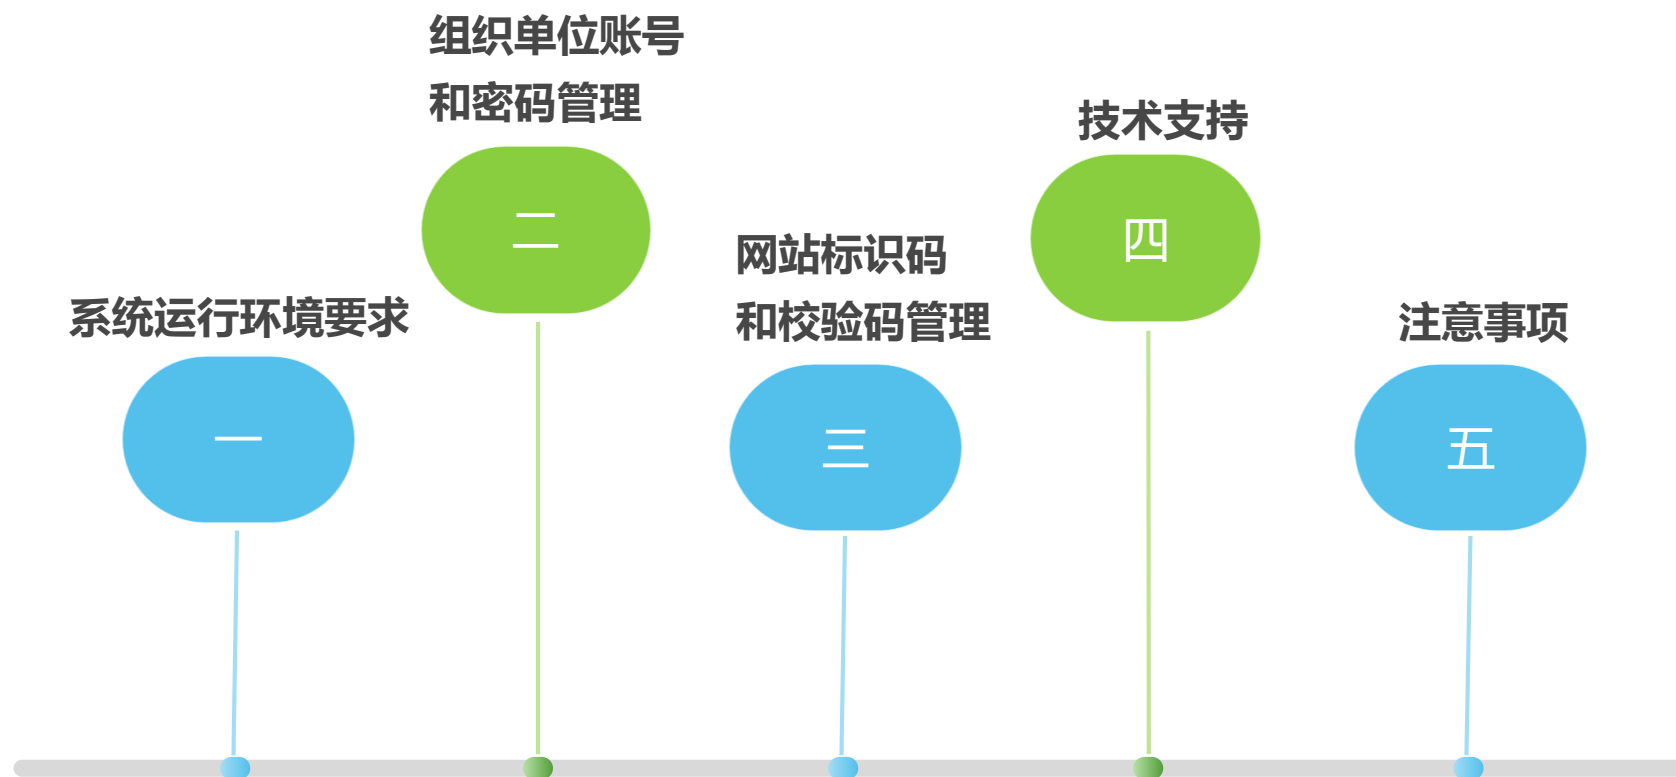 系统运行环境要求
一
组织单位账号
和密码管理
二
网站标识码
和校验码管理
三
技术支持
四
注意事项
五